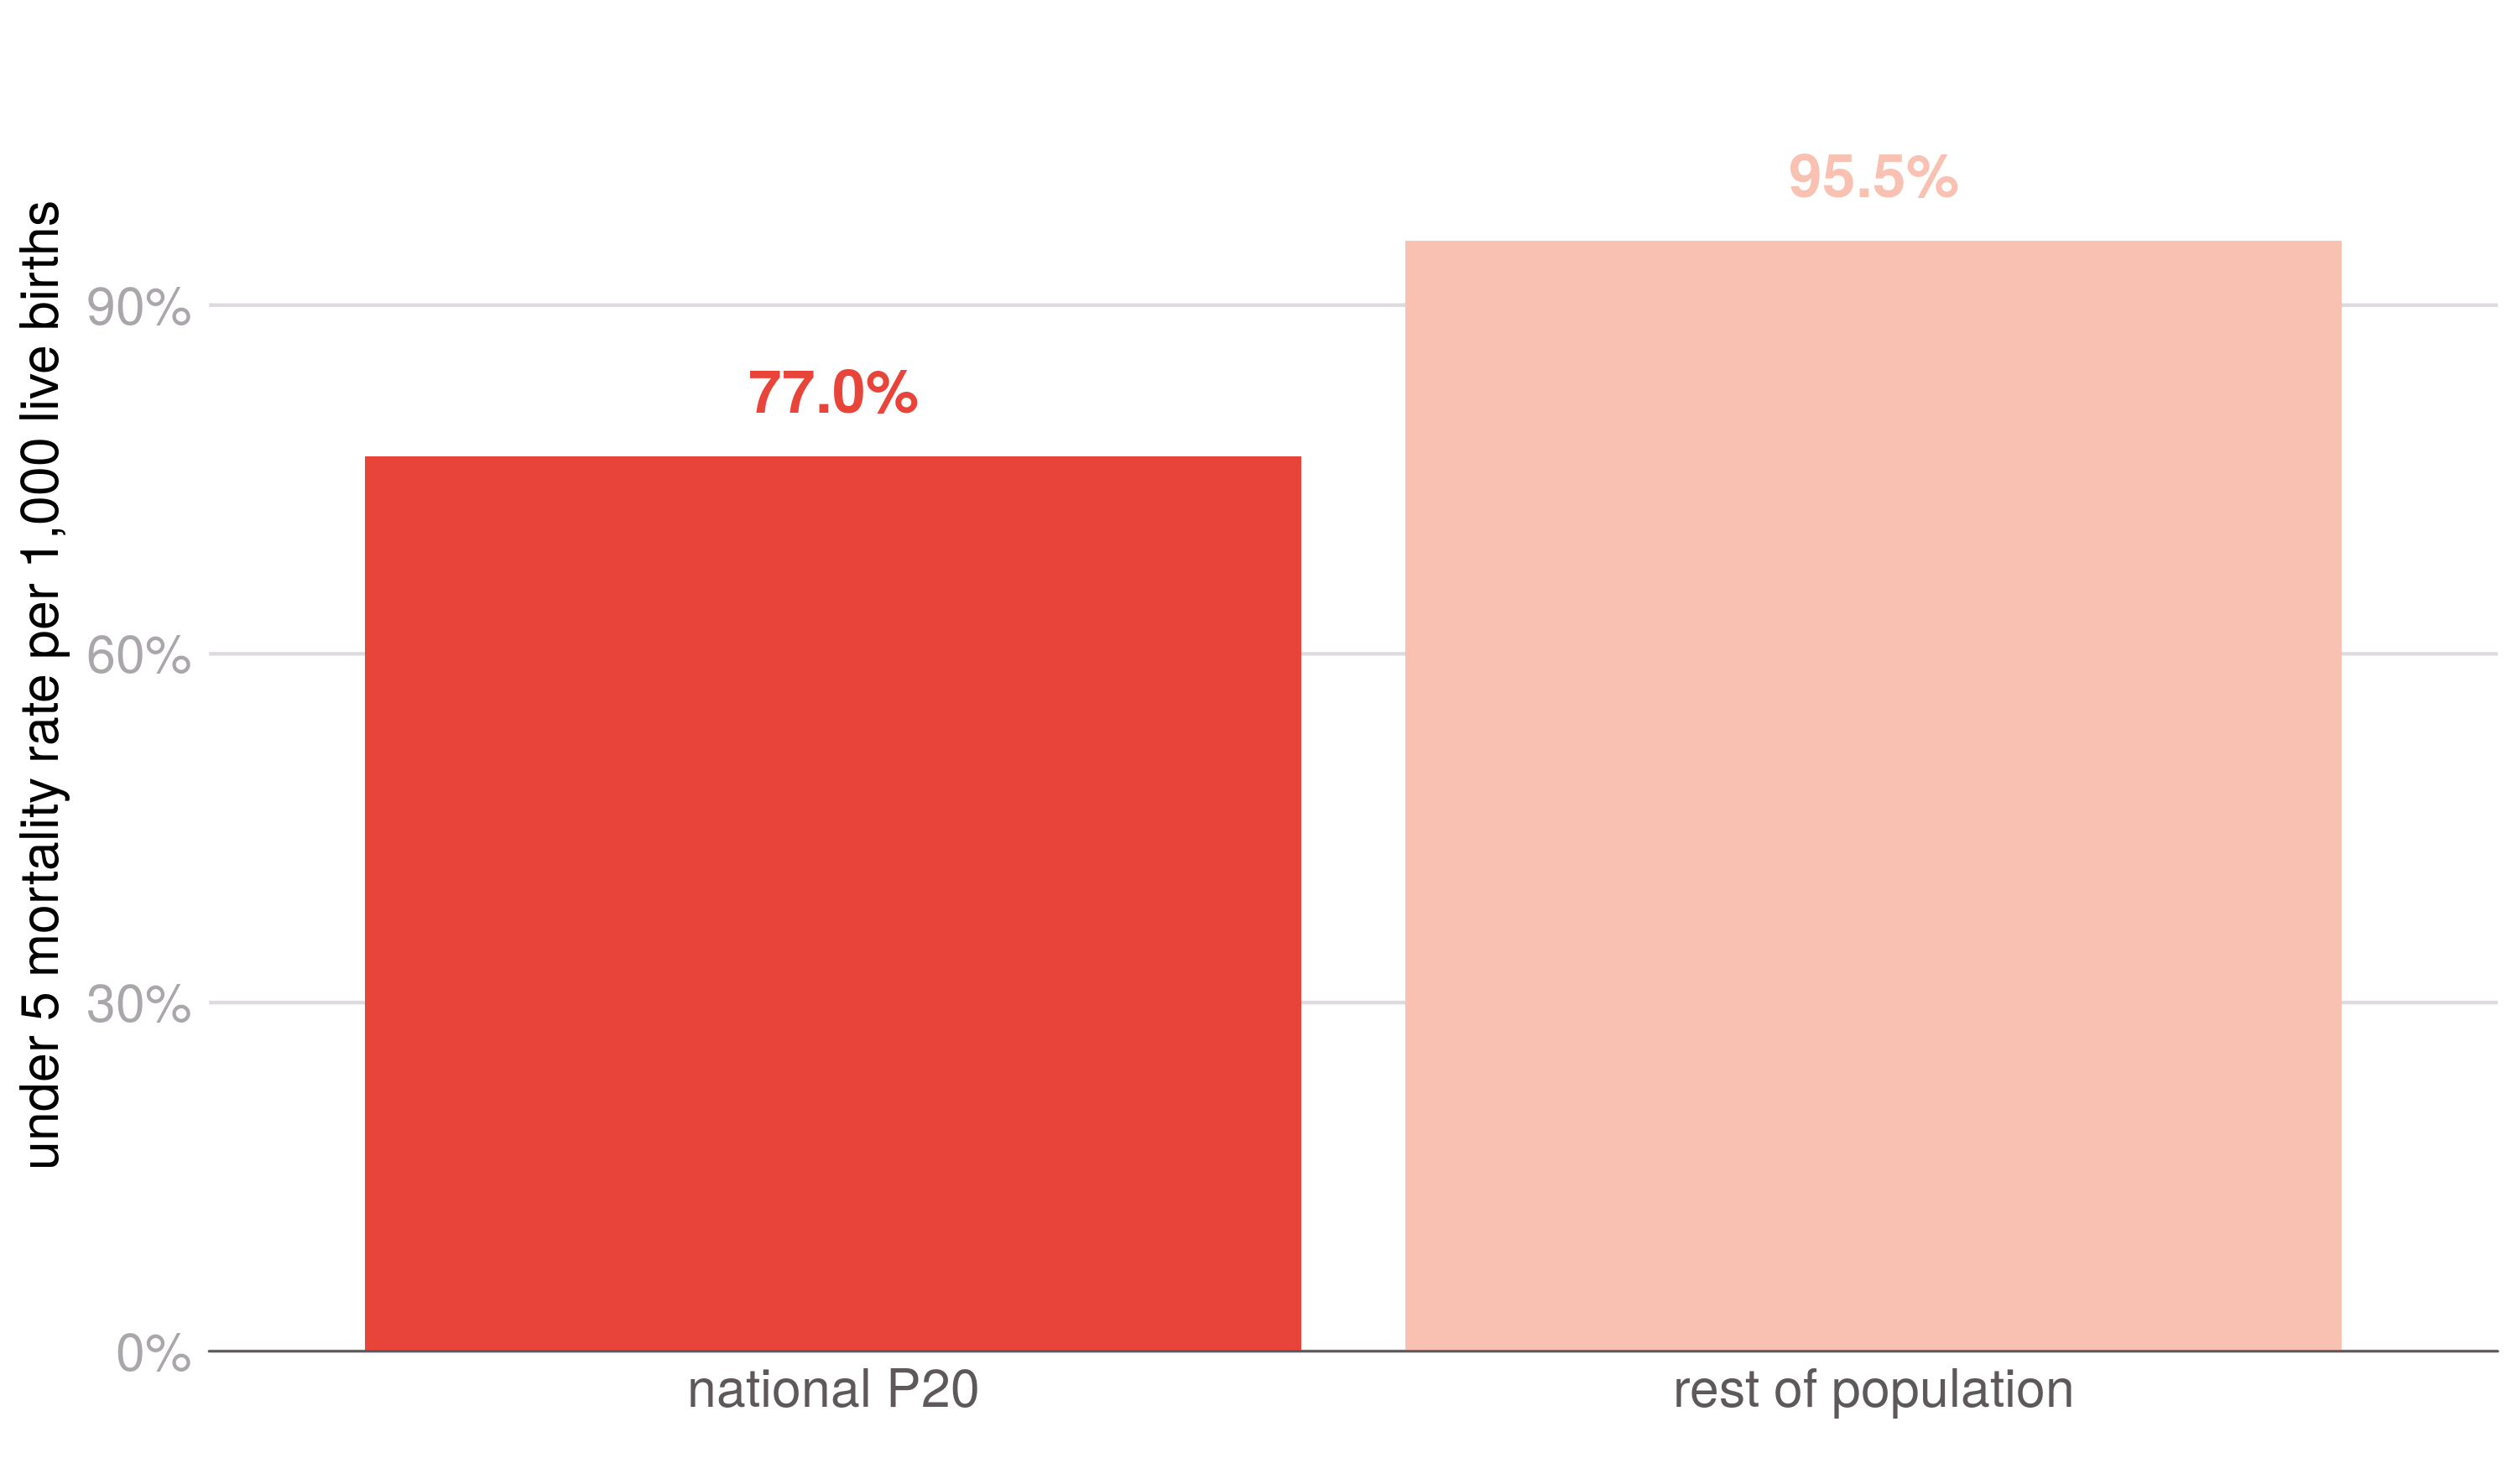 under 5 mortality rate per 1,000 live births
90%
60%
30%
0%
77.0%
95.5%
national P20
rest of population